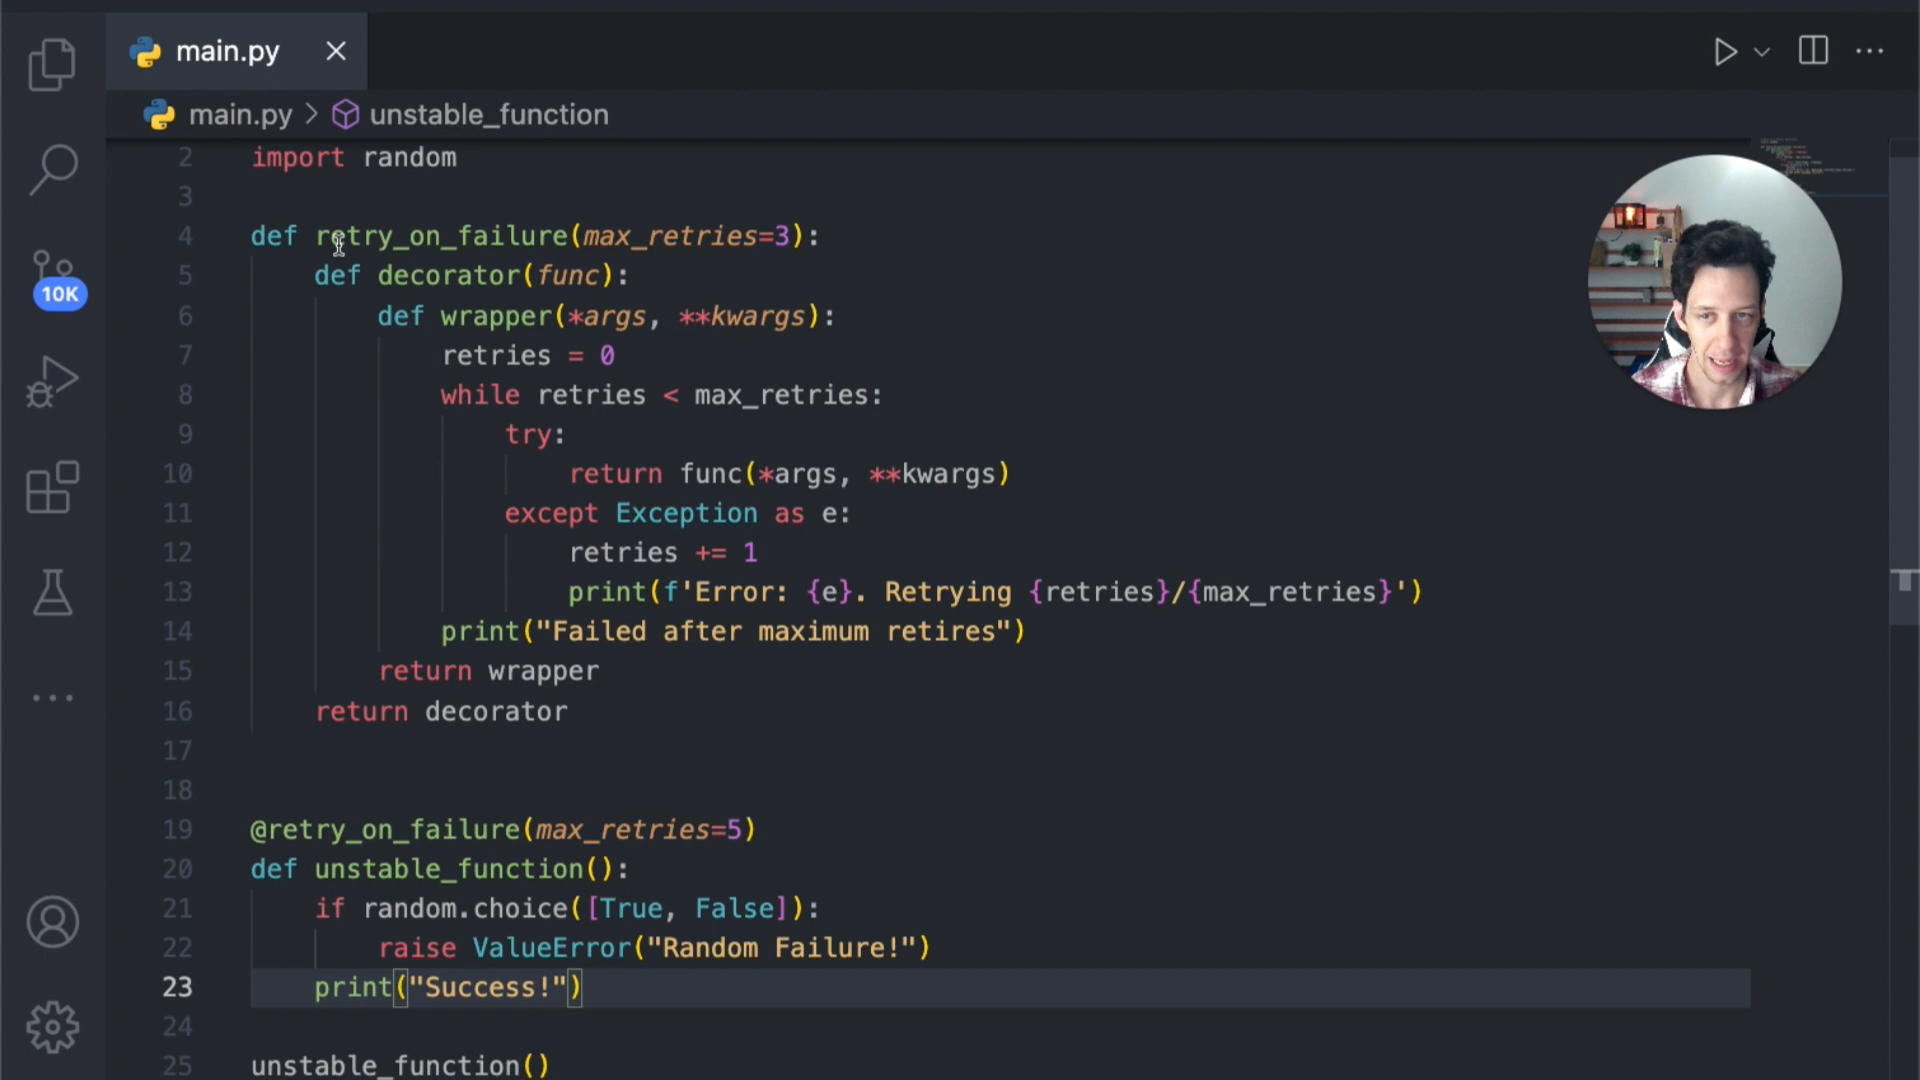 main.py
main.py > unstable_function
10K
2 import random
3
4 def retry_on_failure(max_retries=3):
5 def decorator(func):
6 def wrapper(*args, **kwargs):
7 retries = 0
8 while retries < max_retries:
9 try:
10 return func(*args, **kwargs)
11 except Exception as e:
12 retries += 1
13 print(f'Error: {e}. Retrying {retries}/{max_retries}')
14 print("Failed after maximum retires")
15 return wrapper
16 return decorator
17
18
19 @retry_on_failure(max_retries=5)
20 def unstable_function():
21 if random.choice([True, False]):
22 raise ValueError("Random Failure!")
23 print("Success!")
24
25 unstable_function()